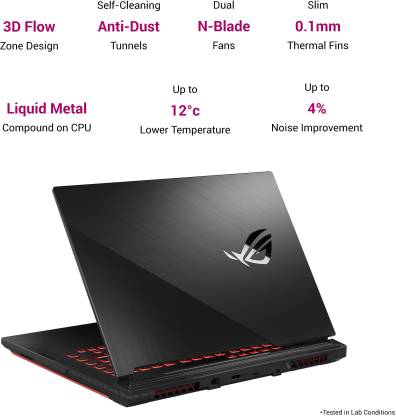 Self-Cleaning
Dual
Slim
3D Flow
Anti-Dust
N-Blade
0.1mm
Zone Design
Tunnels
Fans
Thermal Fins
Up to
Up to
Liquid Metal
12°c
4%
Compound on CPU
Lower Temperature
Noise Improvement
*Tested in Lab Conditions